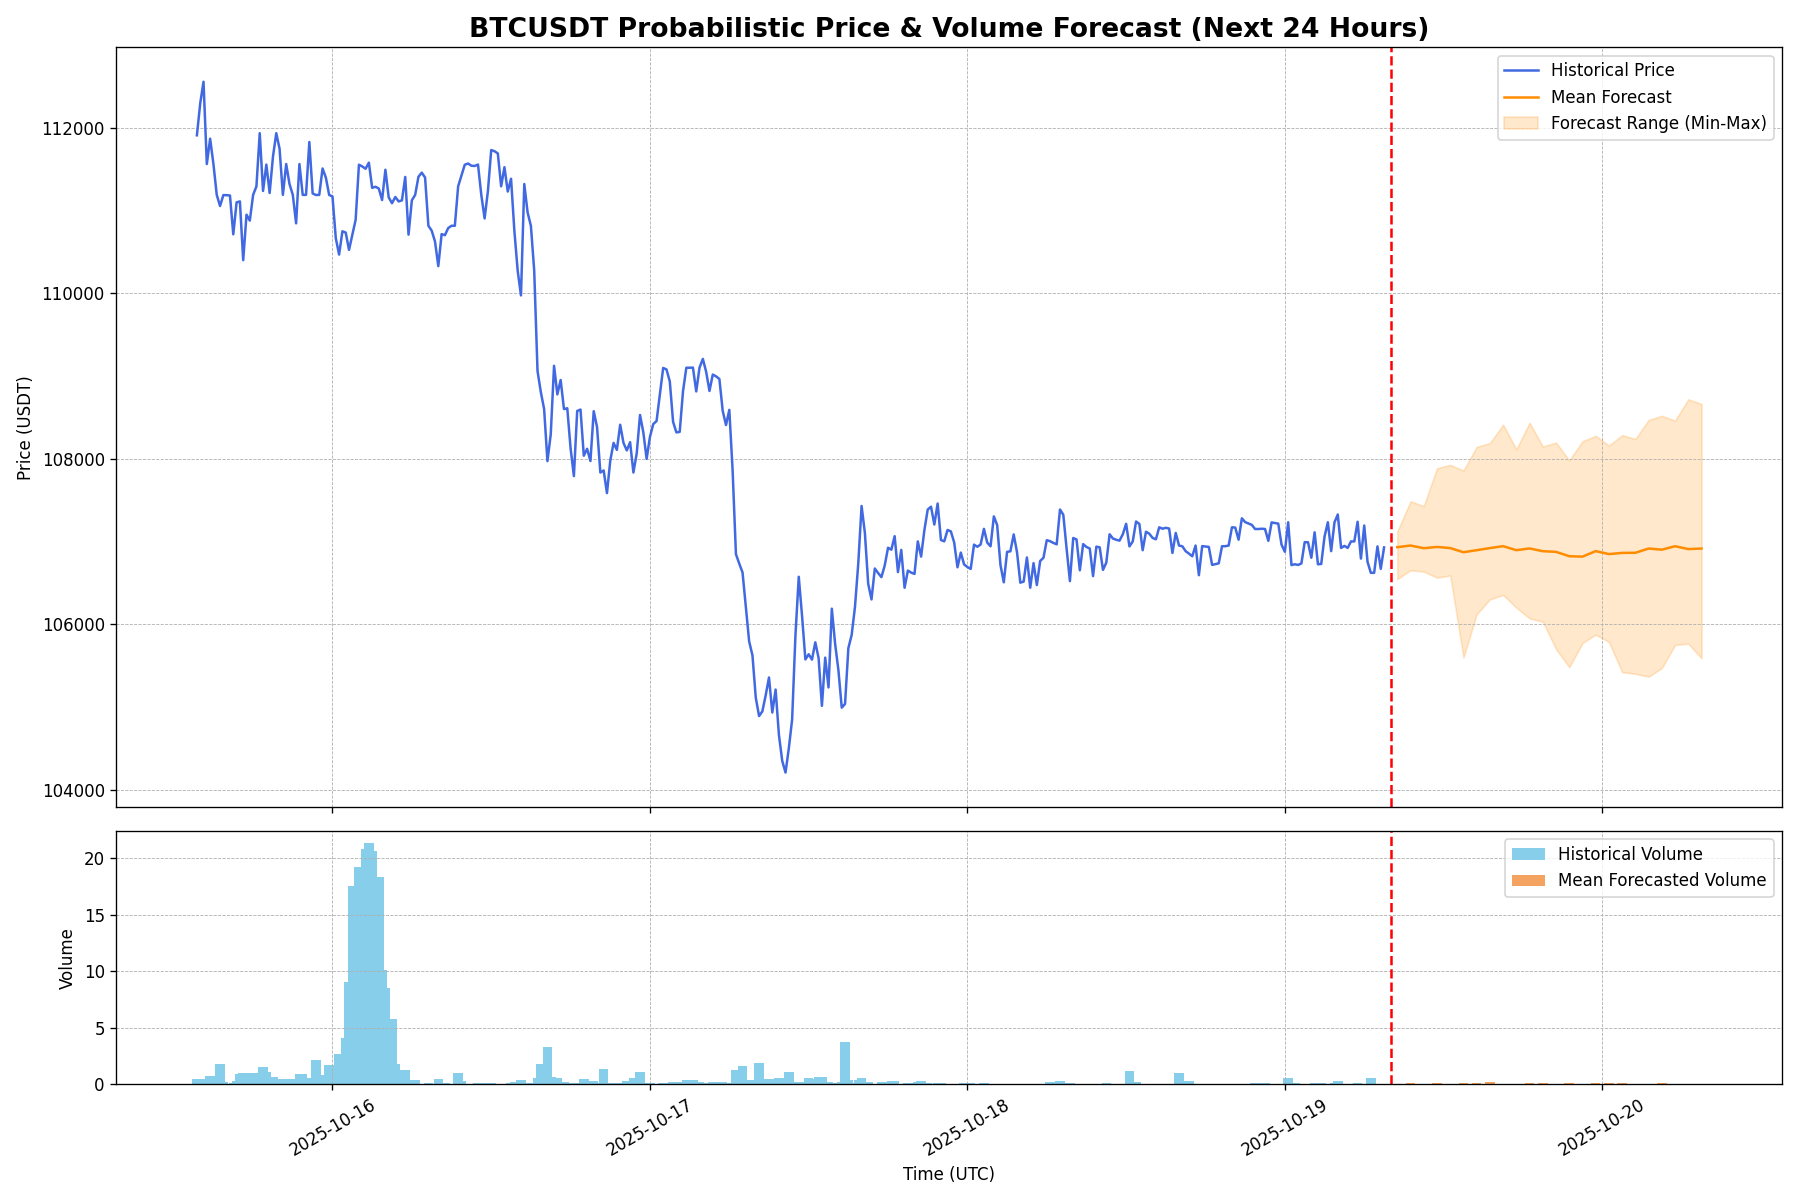 BTCUSDT Probabilistic Price & Volume Forecast (Next 24 Hours)
Historical Price
Mean Forecast
Forecast Range (Min-Max)
112000
110000
108000
106000
104000
Price (USDT)
Historical Volume
Mean Forecasted Volume
20
15
10
5
0
Volume
2025-10-16
2025-10-17
2025-10-18
2025-10-19
2025-10-20
Time (UTC)